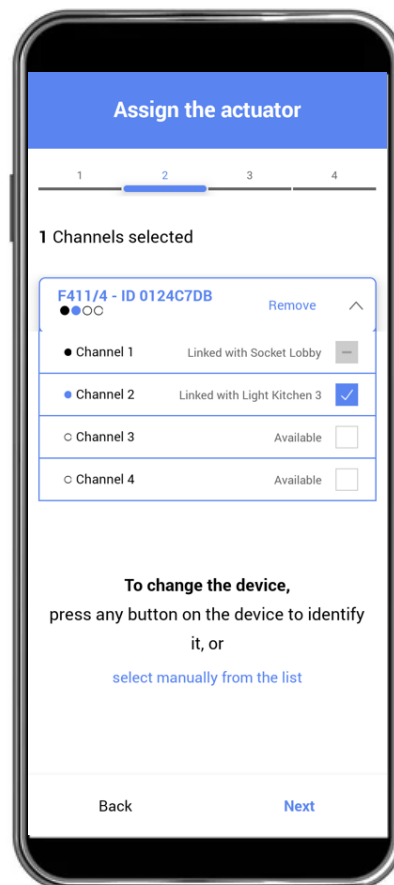 Assign the actuator
1 2 3 4
1 Channels selected
F411/4 - ID 0124C7DB
Remove
Channel 1 Linked with Socket Lobby
Channel 2 Linked with Light Kitchen 3
Channel 3 Available
Channel 4 Available
To change the device,
press any button on the device to identify
it, or
select manually from the list
Back Next